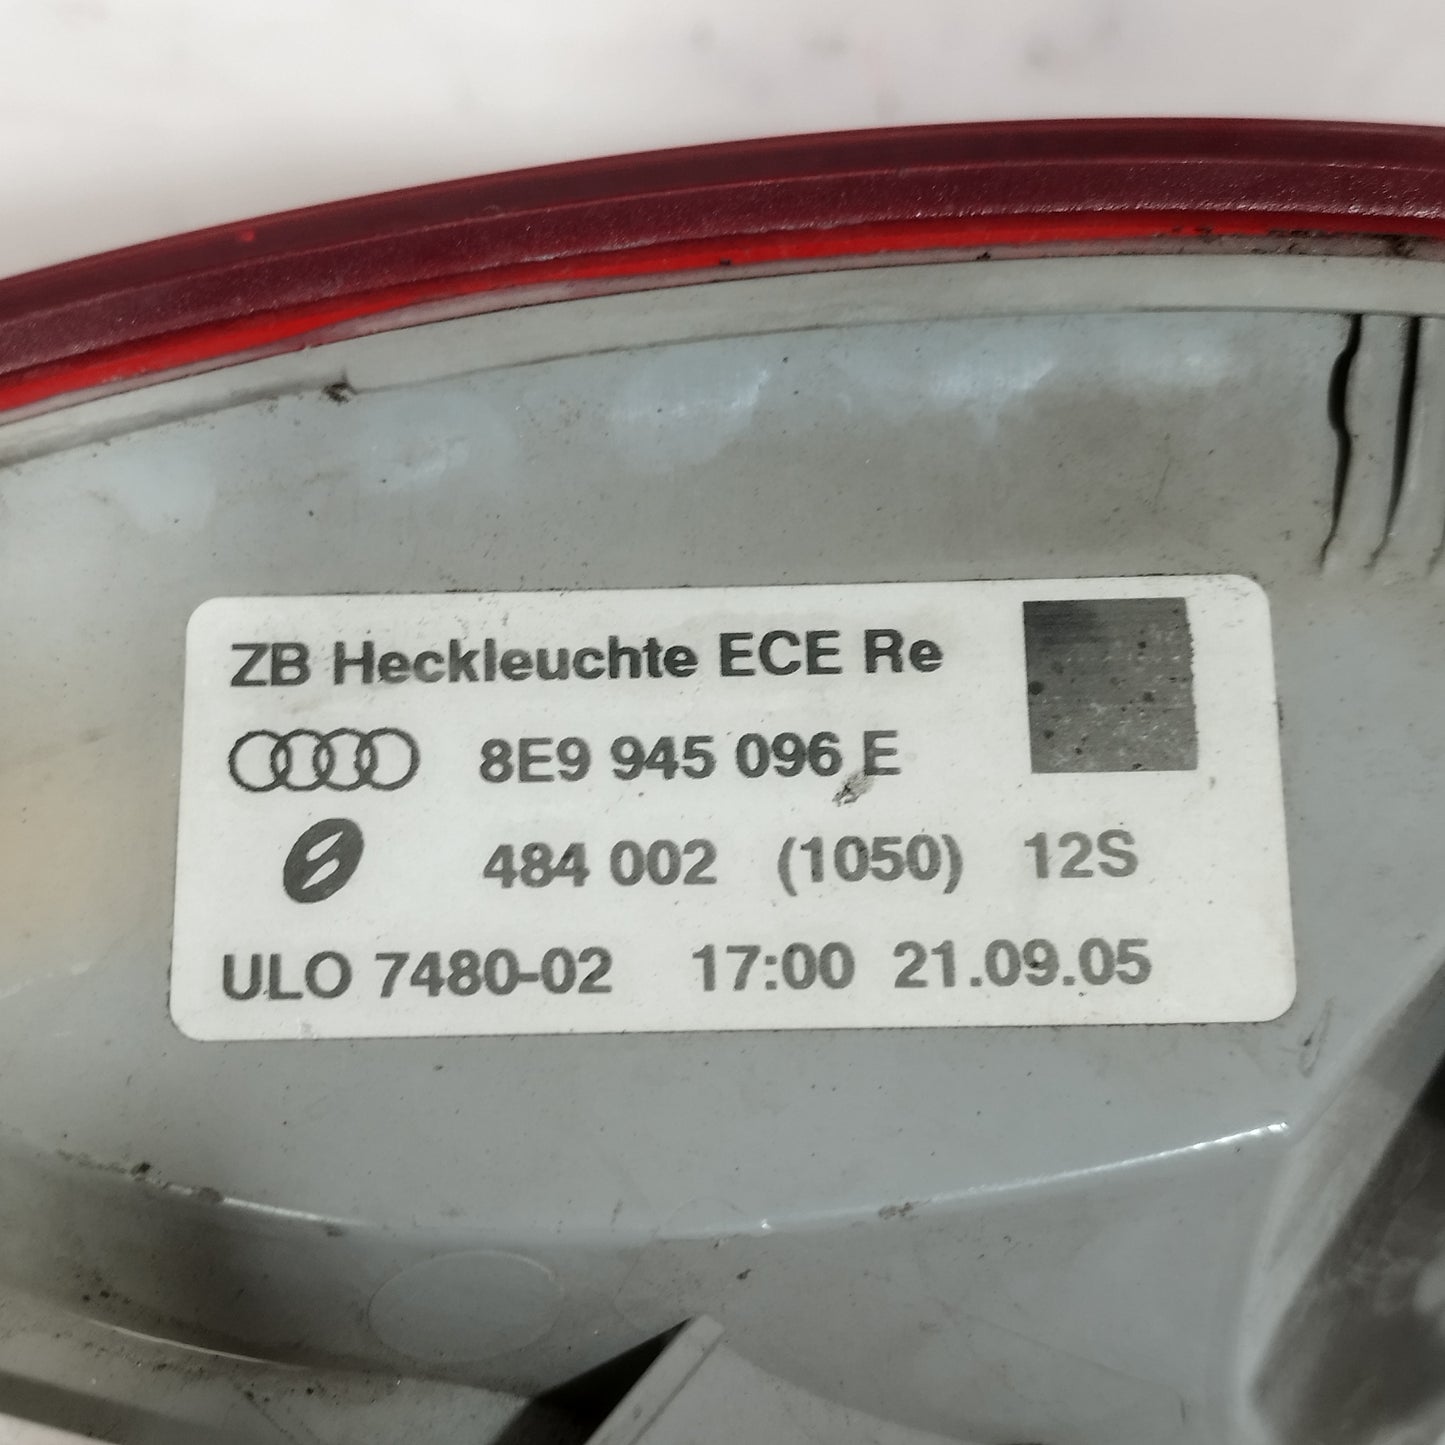 ZB Heckleuchte ECE Re
8E9 945 096 E
484 002 (1050) 12S
ULO 7480-02 17:00 21.09.05